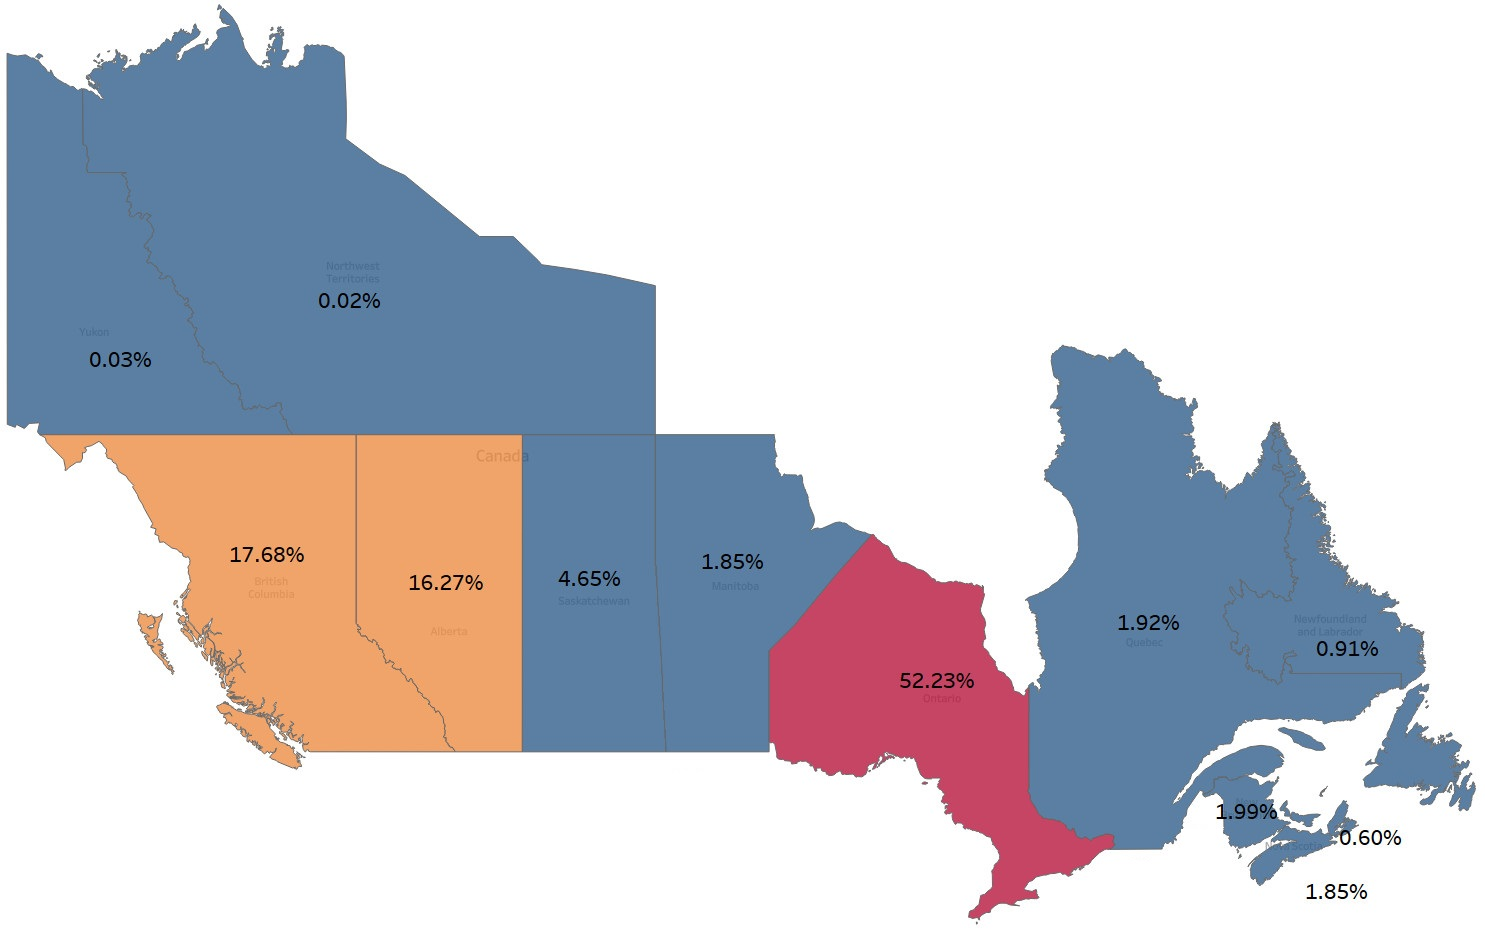 Northwest
Territories
0.02%
Yukon
0.03%
Canada
17.68%
British
Columbia
16.27%
Alberta
4.65%
Saskatchewan
1.85%
Manitoba
52.23%
Ontario
1.92%
Quebec
Newfoundland
and Labrador
0.91%
1.99%
0.60%
Nova Scotia
1.85%